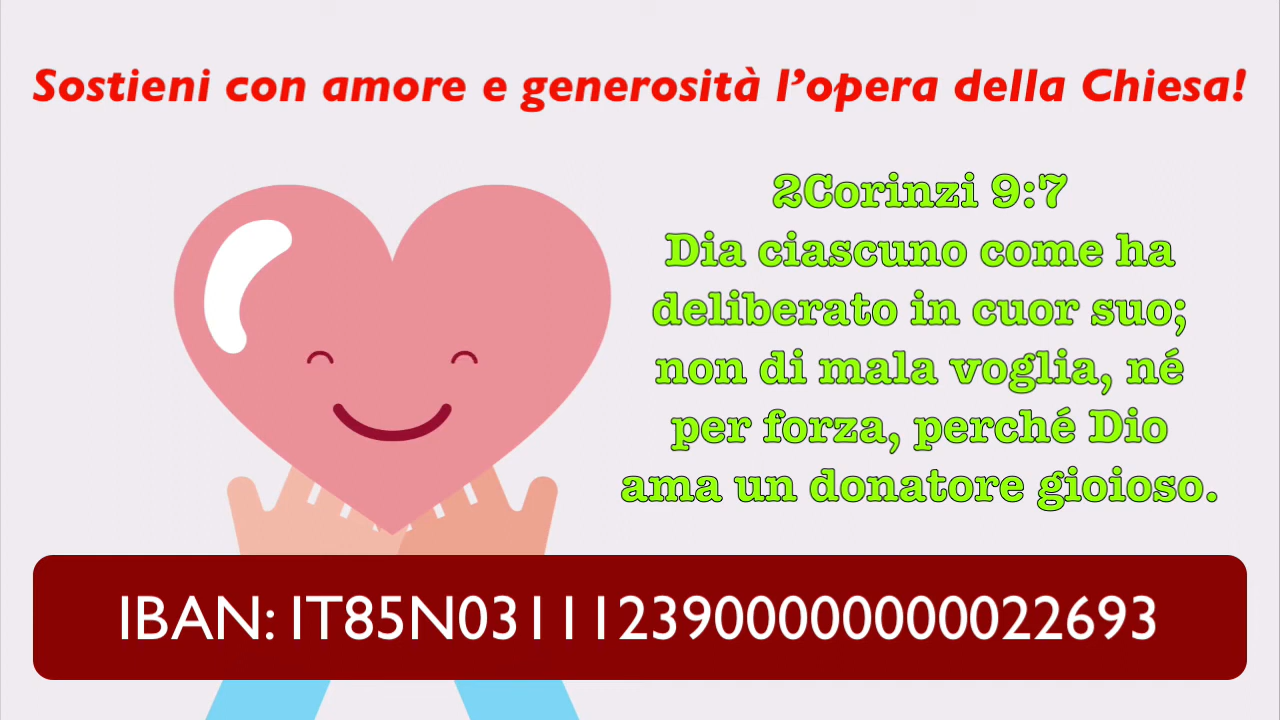 Sostieni con amore e generosità l’opera della Chiesa!
2Corinzi 9:7
Dia ciascuno come ha
deliberato in cuor suo;
non di mala voglia, né
per forza, perché Dio
ama un donatore gioioso.
IBAN: IT85N0311123900000000022693